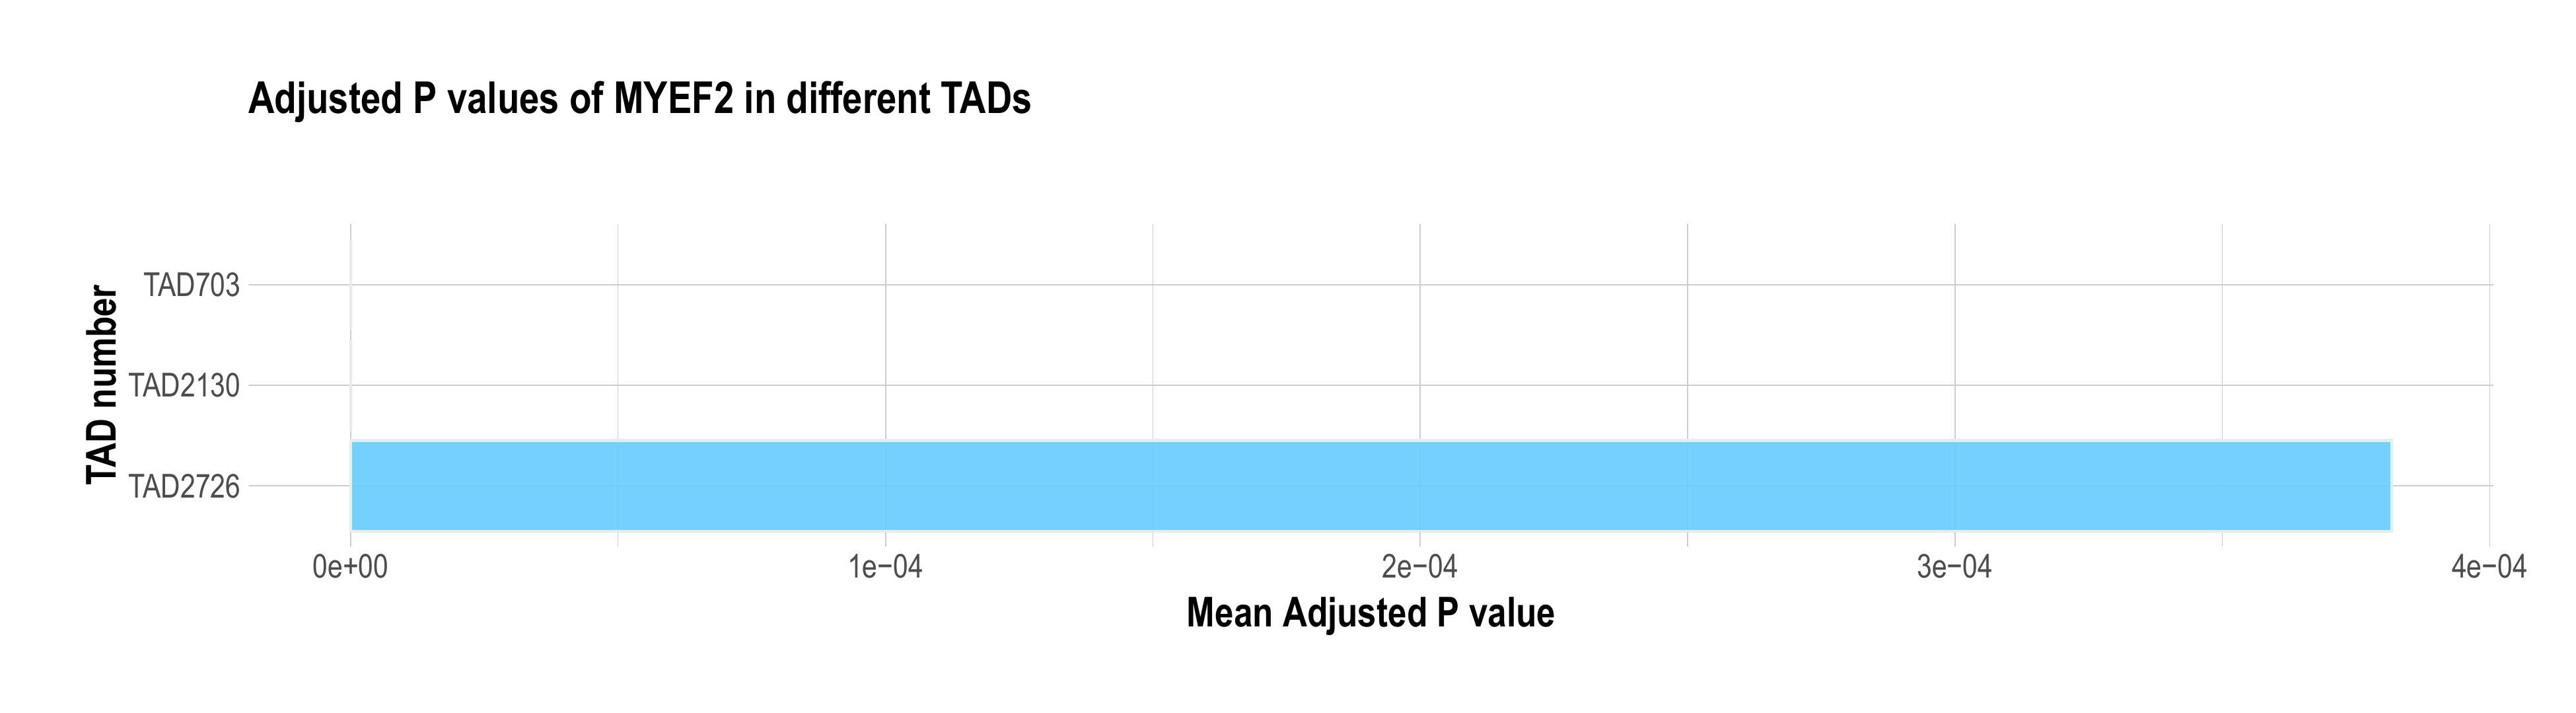 Adjusted P values of MYEF2 in different TADs
TAD number
TAD703
TAD2130
TAD2726
0e+00 1e−04 2e−04 3e−04 4e−04
Mean Adjusted P value